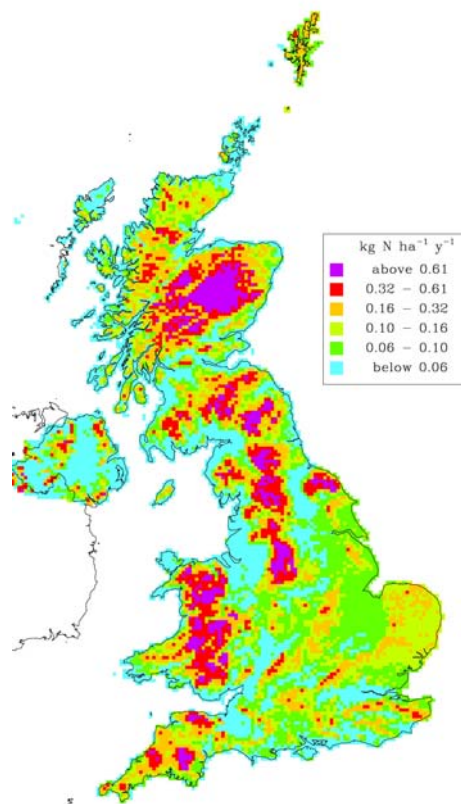 kg N ha⁻¹ y⁻¹
above 0.61
0.32 – 0.61
0.16 – 0.32
0.10 – 0.16
0.06 – 0.10
below 0.06